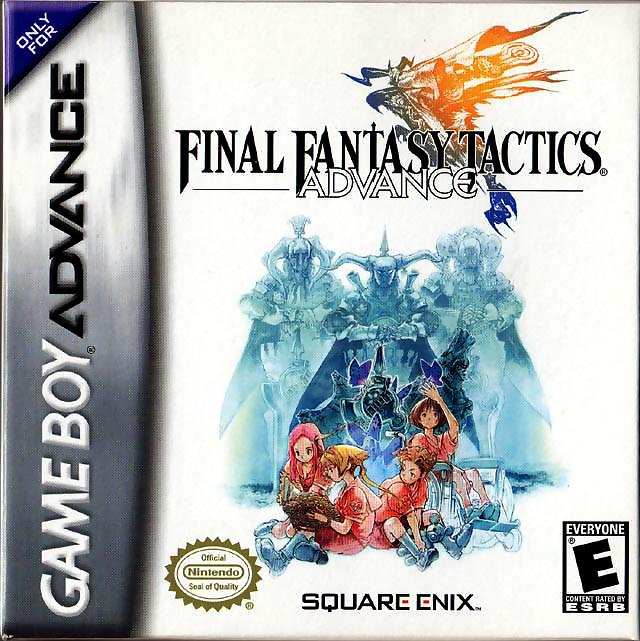 ONLY
FOR
GAME BOY ADVANCE
®
FINAL FANTASY TACTICS®
ADVANCE
Official
Nintendo
Seal of Quality
®
SQUARE ENIX™
EVERYONE
®
E
CONTENT RATED BY
ESRB